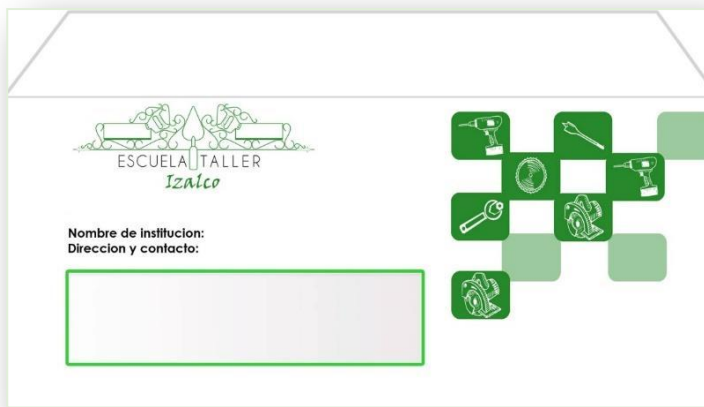 ESCUELA TALLER
Izalco
Nombre de institucion:
Direccion y contacto: